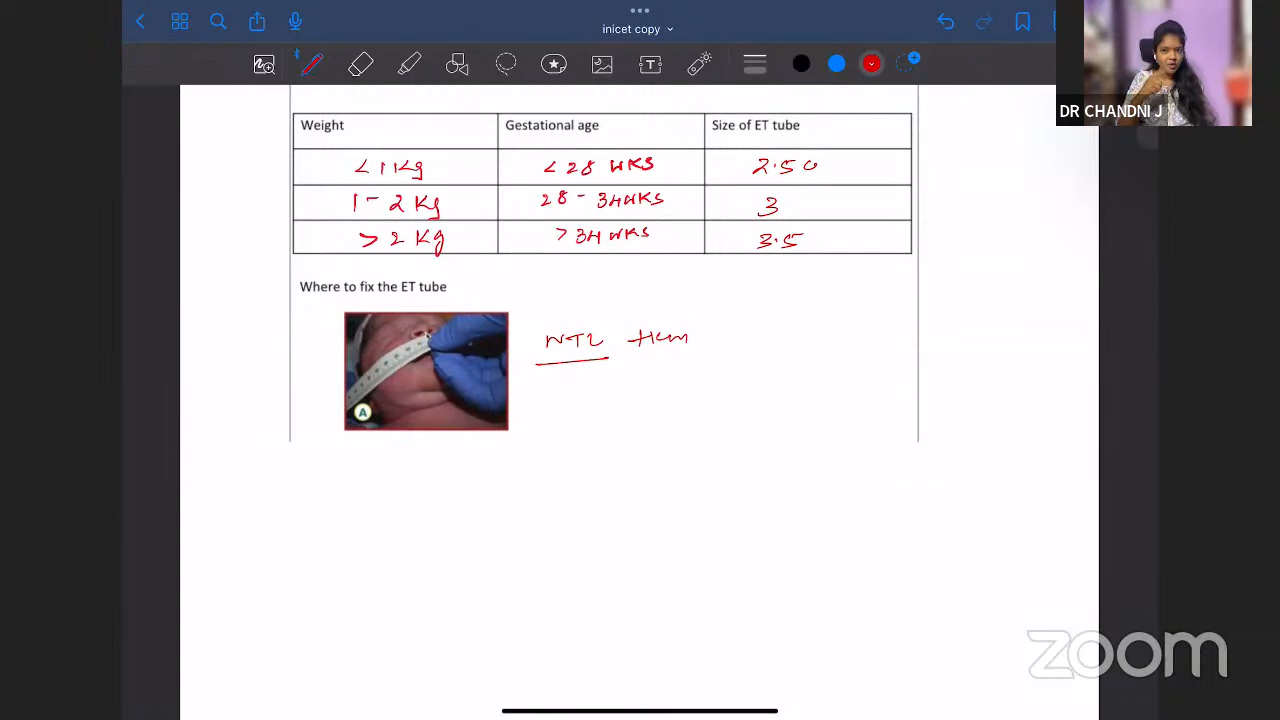 inicet copy
DR CHANDNI J
Weight Gestational age Size of ET tube
<1 Kg <28 WKS 2.50
1 - 2 Kg 28 - 34 WKS 3
>2 Kg >34 WKS 3.5
Where to fix the ET tube
NTL +1cm
A
zoom